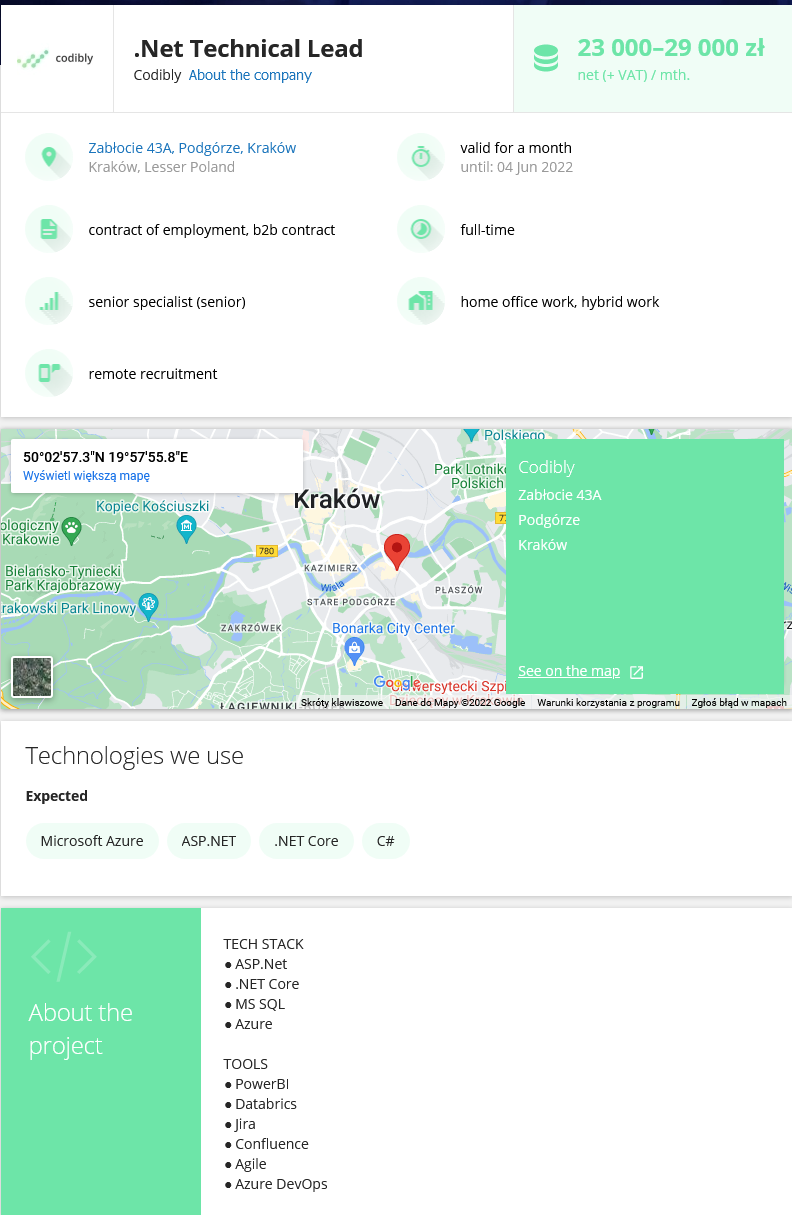 codibly
.Net Technical Lead
Codibly About the company
23 000–29 000 zł
net (+ VAT) / mth.
Zabłocie 43A, Podgórze, Kraków
Kraków, Lesser Poland
valid for a month
until: 04 Jun 2022
contract of employment, b2b contract
full-time
senior specialist (senior)
home office work, hybrid work
remote recruitment
50°02'57.3"N 19°57'55.8"E
Wyświetl większą mapę
Polskiego
Park Lotników
Polskich
Kraków
Kopiec Kościuszki
ologiczny
Krakowie
780
KAZIMIERZ
Bielańsko-Tyniecki
Park Krajobrazowy
Wisła
PŁASZÓW
STARE PODGÓRZE
rakowski Park Linowy
ZAKRZÓWEK
Bonarka City Center
Google
ŁAGIEWNIKI
Skróty klawiszowe
Dane do Mapy ©2022 Google
Warunki korzystania z programu
Zgłoś błąd w mapach
Codibly
Zabłocie 43A
Podgórze
Kraków
See on the map
Technologies we use
Expected
Microsoft Azure
ASP.NET
.NET Core
C#
</>
About the
project
TECH STACK
● ASP.Net
● .NET Core
● MS SQL
● Azure
TOOLS
● PowerBI
● Databrics
● Jira
● Confluence
● Agile
● Azure DevOps